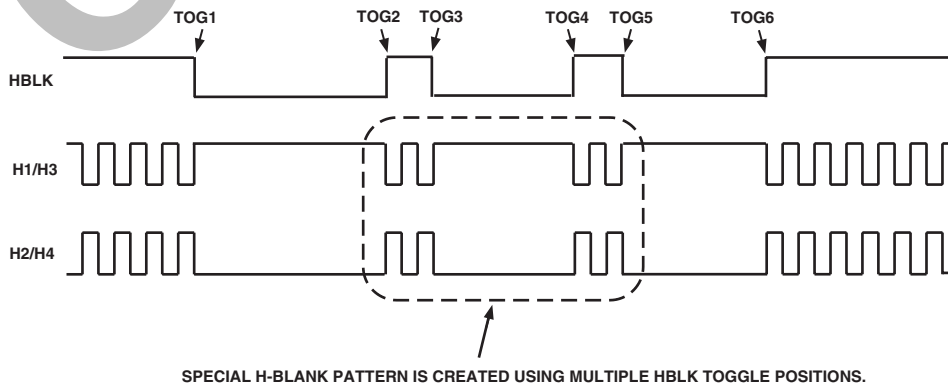 TOG1 TOG2 TOG3 TOG4 TOG5 TOG6
HBLK
H1/H3
H2/H4
SPECIAL H-BLANK PATTERN IS CREATED USING MULTIPLE HBLK TOGGLE POSITIONS.